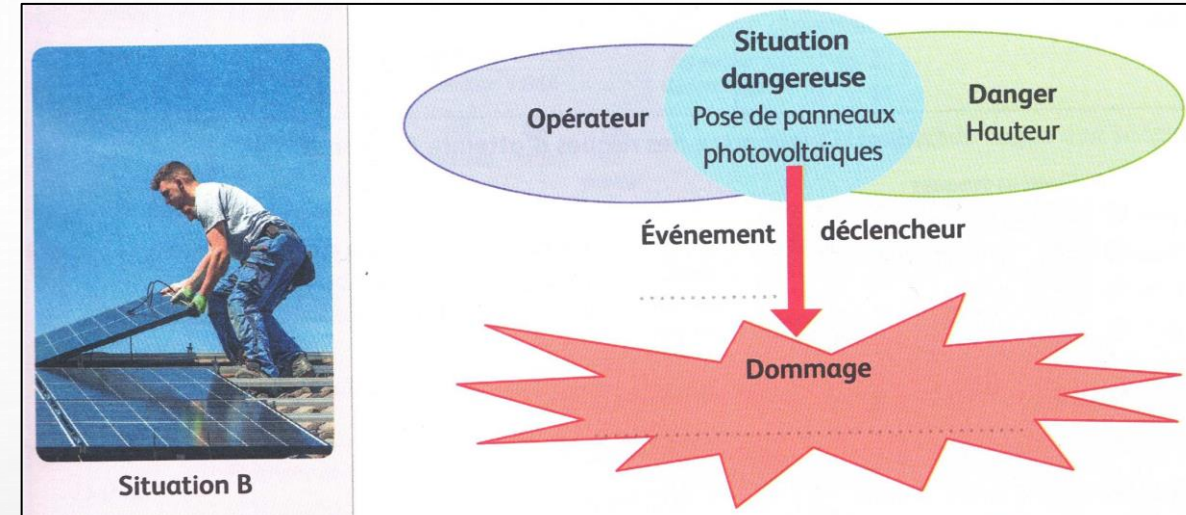 Situation B
Situation
dangereuse
Pose de panneaux
photovoltaïques
Opérateur
Danger
Hauteur
Événement déclencheur
....................
Dommage
............................................................